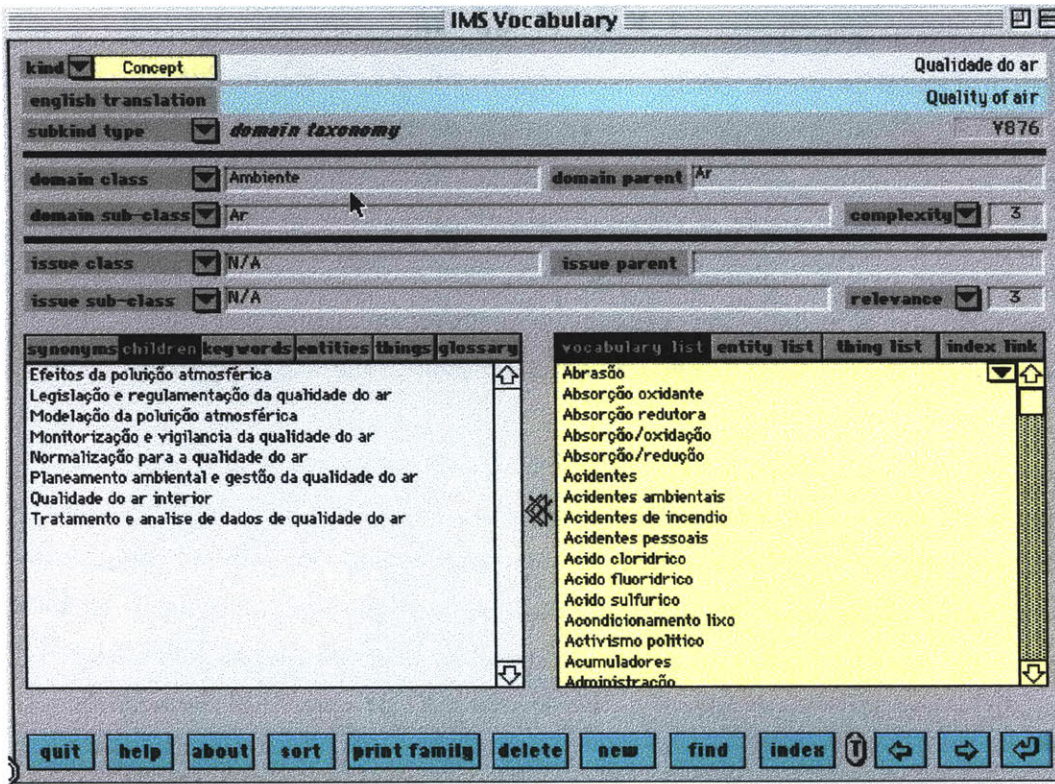 IMS Vocabulary
kind Concept Qualidade do ar
english translation Quality of air
subkind type domain taxonomy V876
domain class Ambiente domain parent Ar
domain sub-class Ar complexity 3
issue class N/A issue parent
issue sub-class N/A relevance 3
synonyms children keywords entities things glossary
Efeitos da poluição atmosférica
Legislação e regulamentação da qualidade do ar
Modelação da poluição atmosférica
Monitorização e vigilancia da qualidade do ar
Normalização para a qualidade do ar
Planeamento ambiental e gestão da qualidade do ar
Qualidade do ar interior
Tratamento e analise de dados de qualidade do ar
vocabulary list entity list thing list index link
Abrasão
Absorção oxidante
Absorção redutora
Absorção/oxidação
Absorção/redução
Acidentes
Acidentes ambientais
Acidentes de incendio
Acidentes pessoais
Acido cloridrico
Acido fluoridrico
Acido sulfurico
Acondicionamento lixo
Activismo politico
Acumuladores
Administração
quit help about sort print family delete new find index T